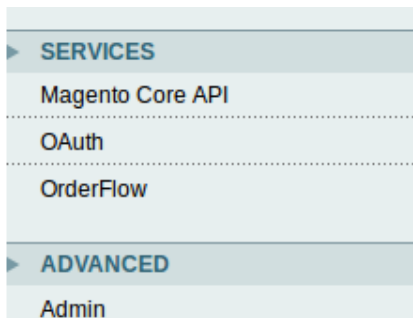 SERVICES
Magento Core API
OAuth
OrderFlow
ADVANCED
Admin